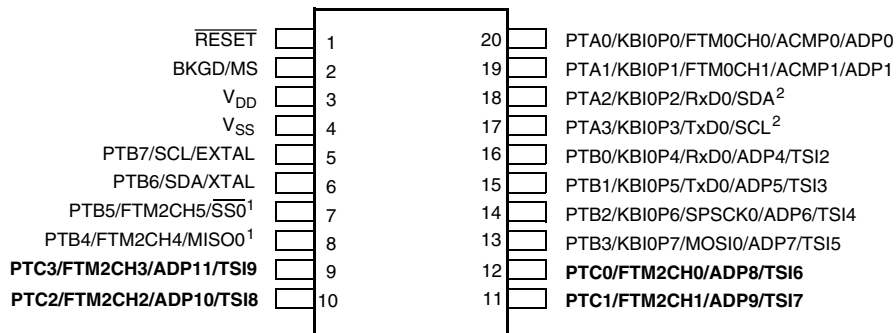 RESET 1 20 PTA0/KBI0P0/FTM0CH0/ACMP0/ADP0
BKGD/MS 2 19 PTA1/KBI0P1/FTM0CH1/ACMP1/ADP1
VDD 3 18 PTA2/KBI0P2/RxD0/SDA2
VSS 4 17 PTA3/KBI0P3/TxD0/SCL2
PTB7/SCL/EXTAL 5 16 PTB0/KBI0P4/RxD0/ADP4/TSI2
PTB6/SDA/XTAL 6 15 PTB1/KBI0P5/TxD0/ADP5/TSI3
PTB5/FTM2CH5/SS01 7 14 PTB2/KBI0P6/SPSCK0/ADP6/TSI4
PTB4/FTM2CH4/MISO01 8 13 PTB3/KBI0P7/MOSI0/ADP7/TSI5
PTC3/FTM2CH3/ADP11/TSI9 9 12 PTC0/FTM2CH0/ADP8/TSI6
PTC2/FTM2CH2/ADP10/TSI8 10 11 PTC1/FTM2CH1/ADP9/TSI7